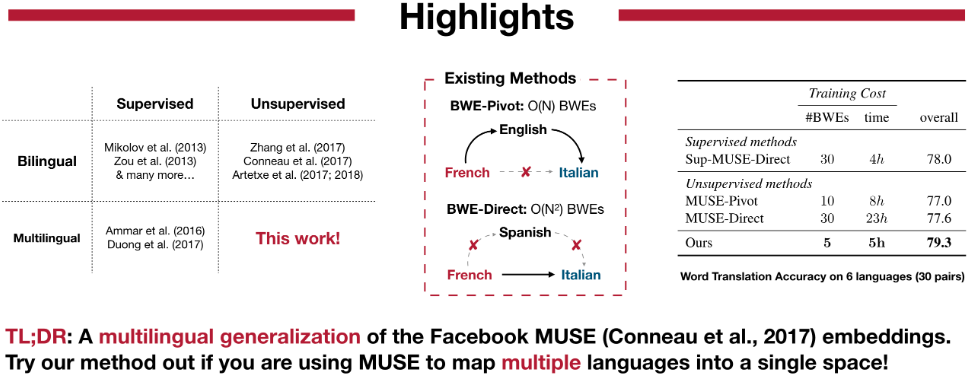 Highlights
Supervised Unsupervised
Bilingual
Mikolov et al. (2013)
Zou et al. (2013)
& many more…
Zhang et al. (2017)
Conneau et al. (2017)
Artetxe et al. (2017; 2018)
Multilingual
Ammar et al. (2016)
Duong et al. (2017)
This work!
Existing Methods
BWE-Pivot: O(N) BWEs
English
French ✘ Italian
BWE-Direct: O(N²) BWEs
Spanish
✘ ✘
French Italian
Training Cost
#BWEs time overall
Supervised methods
Sup-MUSE-Direct 30 4h 78.0
Unsupervised methods
MUSE-Pivot 10 8h 77.0
MUSE-Direct 30 23h 77.6
Ours 5 5h 79.3
Word Translation Accuracy on 6 languages (30 pairs)
TL;DR: A multilingual generalization of the Facebook MUSE (Conneau et al., 2017) embeddings.
Try our method out if you are using MUSE to map multiple languages into a single space!